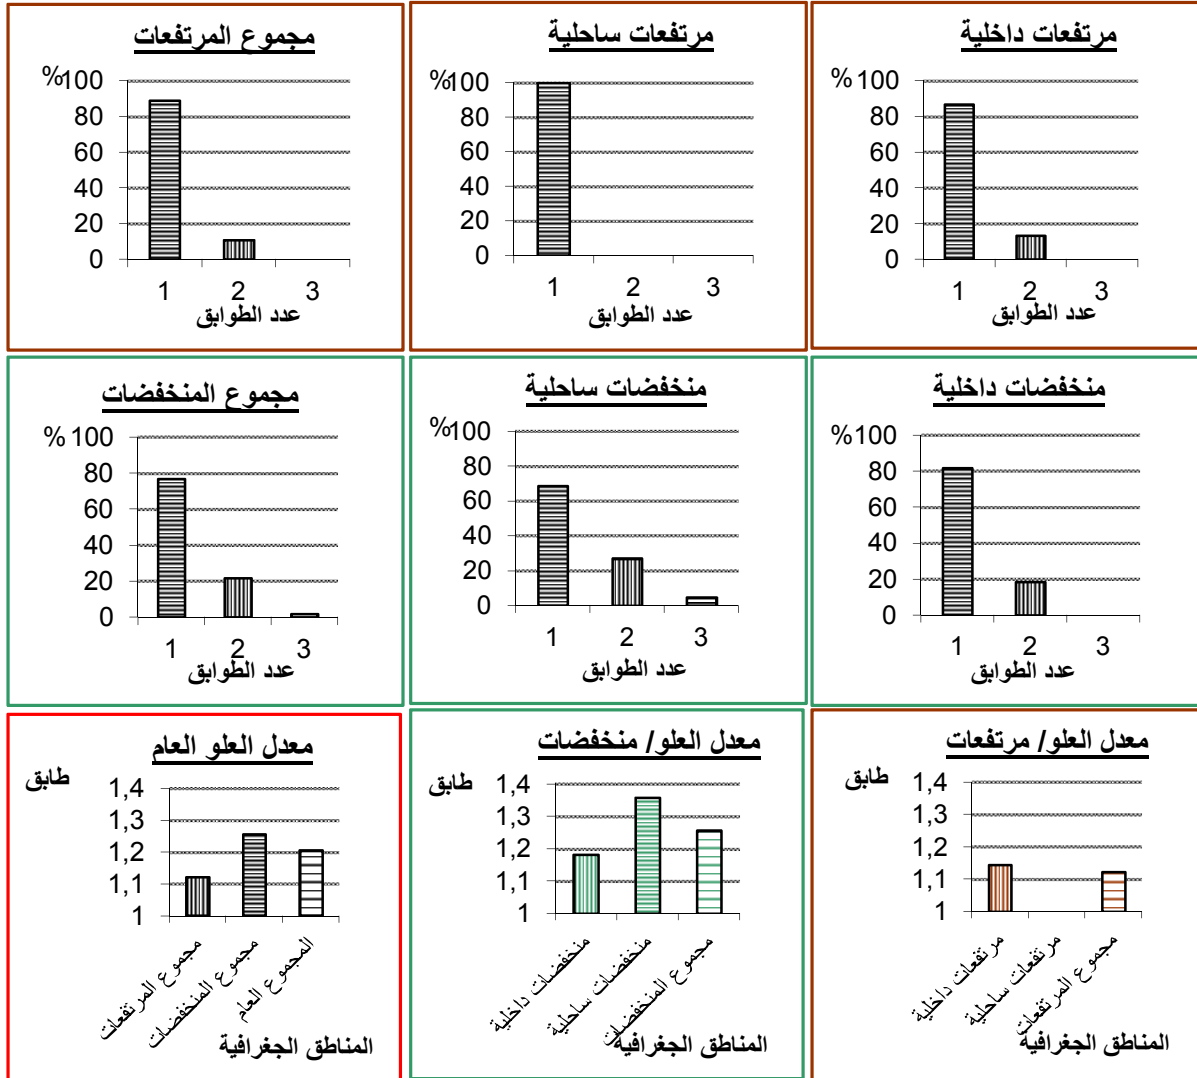 مرتفعات داخلية
%100
80
60
40
20
0
1 2 3
عدد الطوابق
مرتفعات ساحلية
%100
80
60
40
20
0
1 2 3
عدد الطوابق
مجموع المرتفعات
%100
80
60
40
20
0
1 2 3
عدد الطوابق
منخفضات داخلية
%100
80
60
40
20
0
1 2 3
عدد الطوابق
منخفضات ساحلية
%100
80
60
40
20
0
1 2 3
عدد الطوابق
مجموع المنخفضات
% 100
80
60
40
20
0
1 2 3
عدد الطوابق
معدل العلو/ مرتفعات
طابق
1,4
1,3
1,2
1,1
1
مرتفعات داخلية
مرتفعات ساحلية
مجموع المرتفعات
المناطق الجغرافية
معدل العلو/ منخفضات
طابق
1,4
1,3
1,2
1,1
1
منخفضات داخلية
منخفضات ساحلية
مجموع المنخفضات
المناطق الجغرافية
معدل العلو العام
طابق
1,4
1,3
1,2
1,1
1
مجموع المرتفعات
مجموع المنخفضات
المجموع العام
المناطق الجغرافية